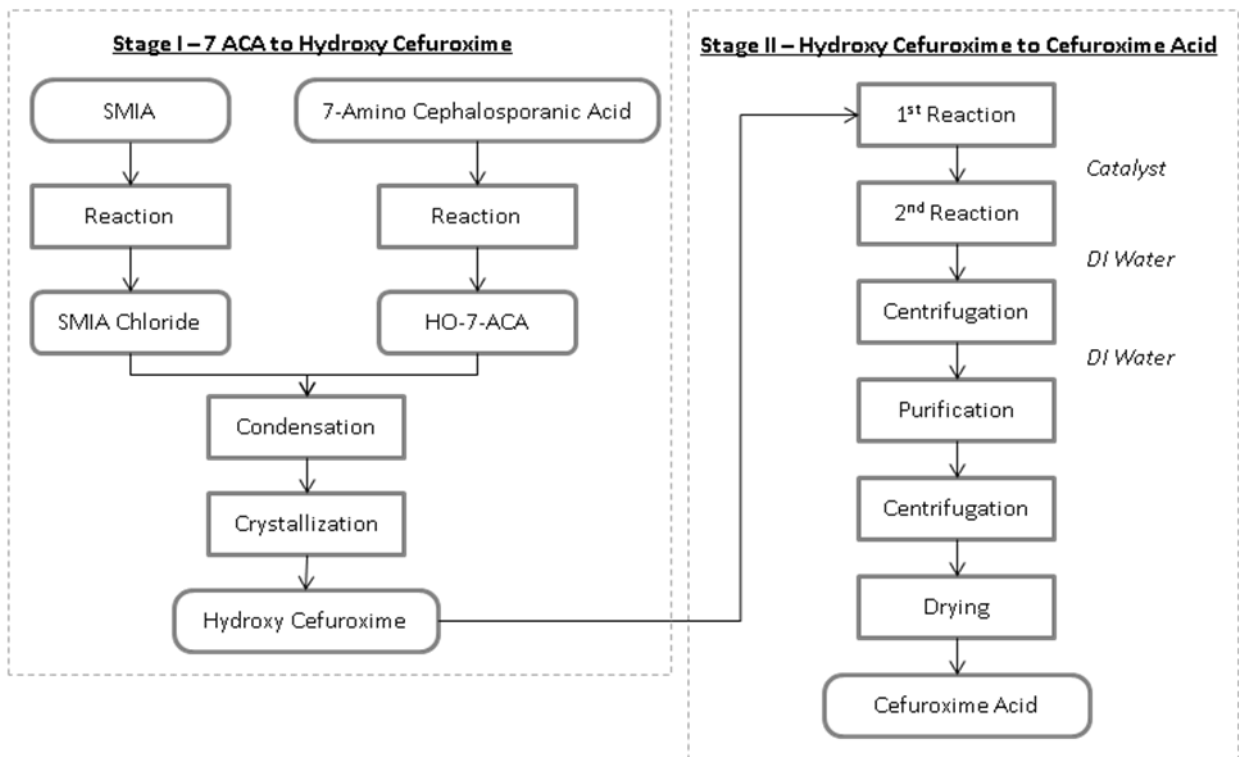 Stage I – 7 ACA to Hydroxy Cefuroxime
SMIA
7-Amino Cephalosporanic Acid
Reaction
Reaction
SMIA Chloride
HO-7-ACA
Condensation
Crystallization
Hydroxy Cefuroxime
Stage II – Hydroxy Cefuroxime to Cefuroxime Acid
1st Reaction
Catalyst
2nd Reaction
DI Water
Centrifugation
DI Water
Purification
Centrifugation
Drying
Cefuroxime Acid